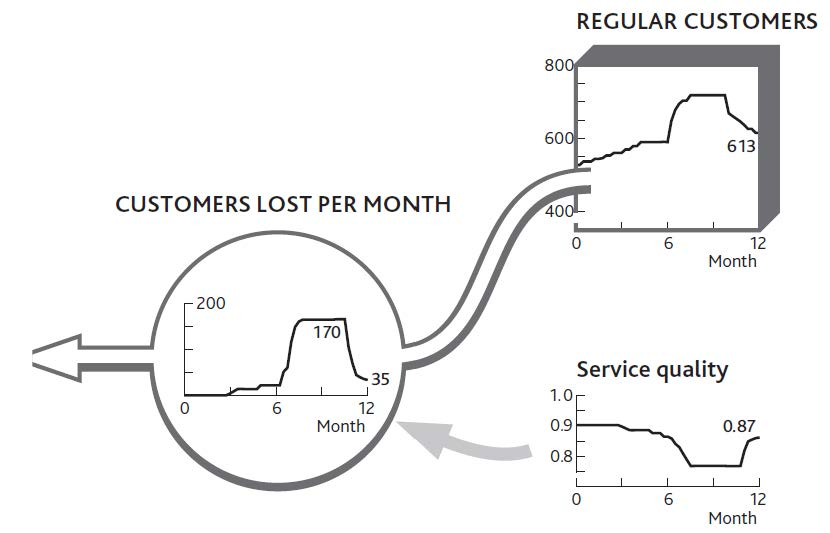 REGULAR CUSTOMERS
800
600
613
400
0 6 12
Month
CUSTOMERS LOST PER MONTH
200
170
35
0 6 12
Month
Service quality
1.0
0.9
0.87
0.8
0 6 12
Month